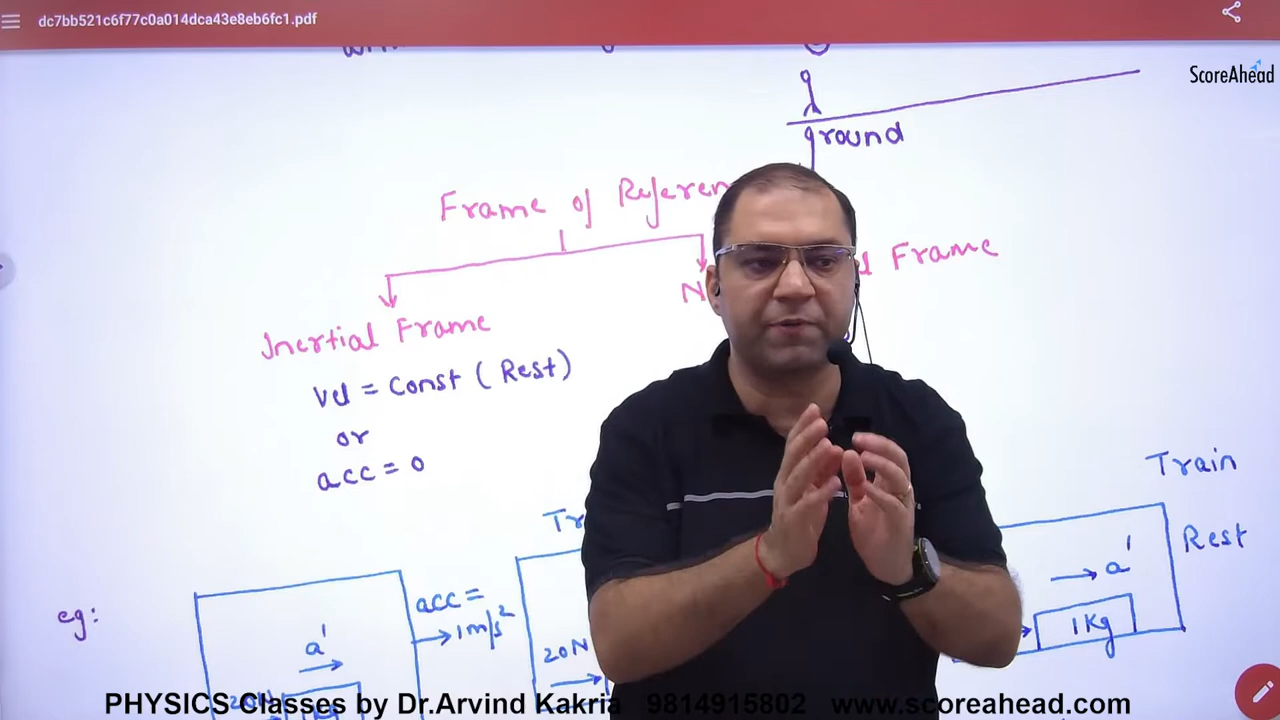 dc7bb521c6f77c0a014dca43e8eb6fc1.pdf
ScoreAhead
ground
Frame of
Frame
Inertial Frame
vel = Const (Rest)
or
acc = 0
Train
Rest
eg:
acc =
1m/s²
a'
a'
20N
1Kg
PHYSICS Classes by Dr.Arvind Kakria 9814915802 www.scoreahead.com